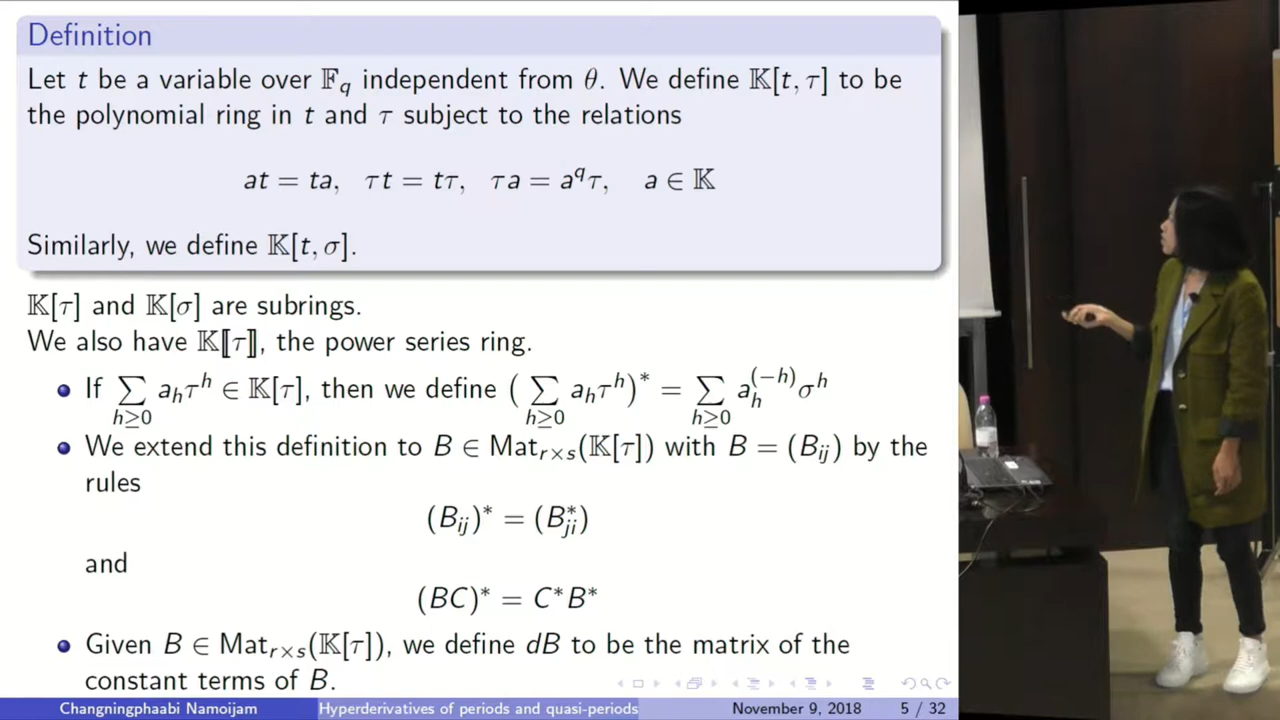 Definition
Let t be a variable over 𝔽_q independent from θ. We define 𝕂[t, τ] to be
the polynomial ring in t and τ subject to the relations
at = ta, τt = tτ, τa = a^q τ, a ∈ 𝕂
Similarly, we define 𝕂[t, σ].
𝕂[τ] and 𝕂[σ] are subrings.
We also have 𝕂⟦τ⟧, the power series ring.
If ∑_{h≥0} a_h τ^h ∈ 𝕂[τ], then we define (∑_{h≥0} a_h τ^h)^* = ∑_{h≥0} a_h^{(−h)} σ^h
We extend this definition to B ∈ Mat_{r×s}(𝕂[τ]) with B = (B_{ij}) by the
rules
(B_{ij})^* = (B_{ji}^*)
and
(BC)^* = C^* B^*
Given B ∈ Mat_{r×s}(𝕂[τ]), we define dB to be the matrix of the
constant terms of B.
Changningphaabi Namoijam Hyperderivatives of periods and quasi-periods November 9, 2018 5 / 32